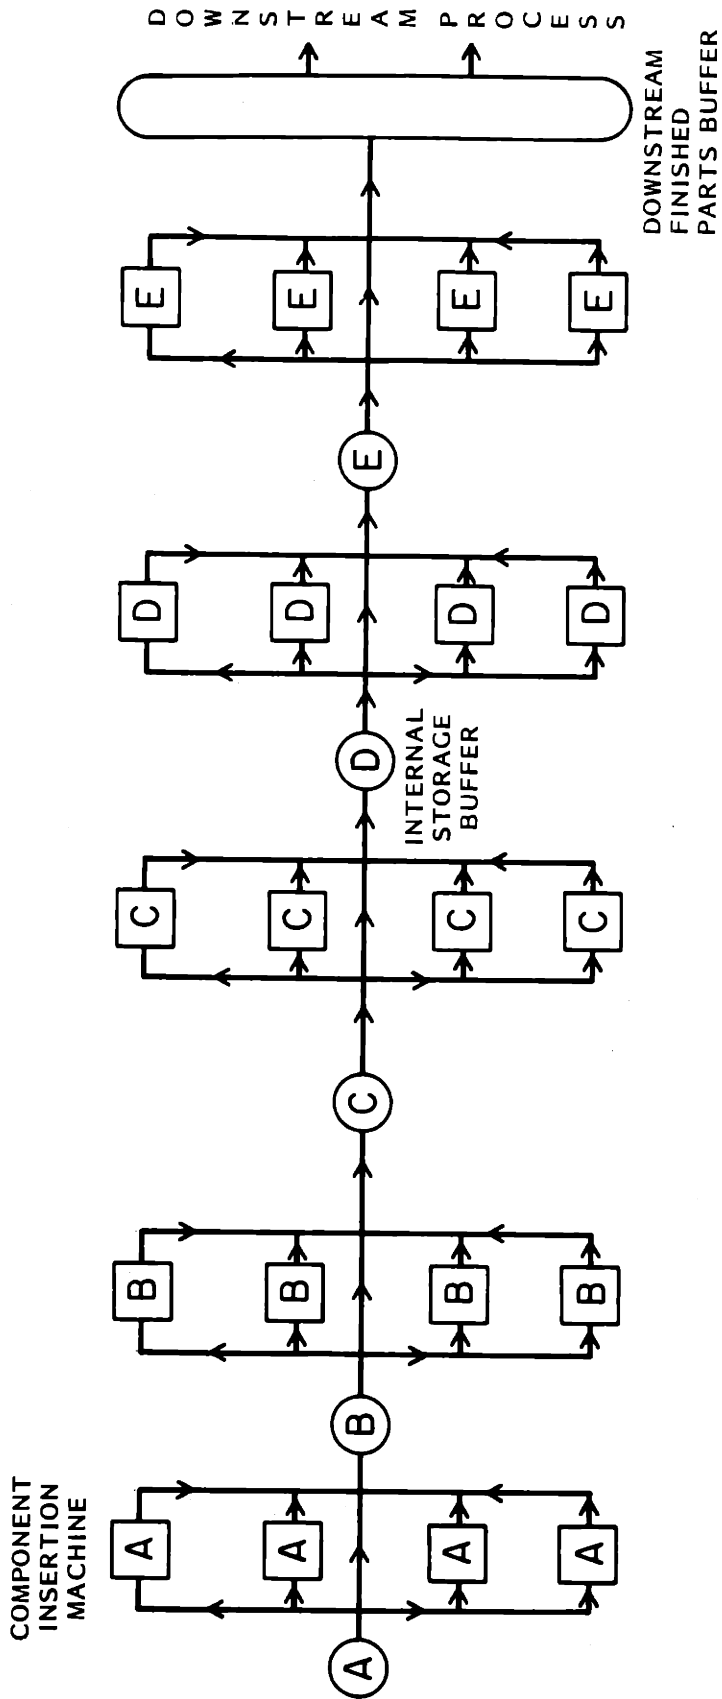 COMPONENT
INSERTION
MACHINE
A
A
A
A
A
B
B
B
B
B
C
C
C
C
C
D
INTERNAL
STORAGE
BUFFER
D
D
D
D
E
E
E
E
E
DOWNSTREAM
FINISHED
PARTS BUFFER
DOWNSTREAM PROCESS